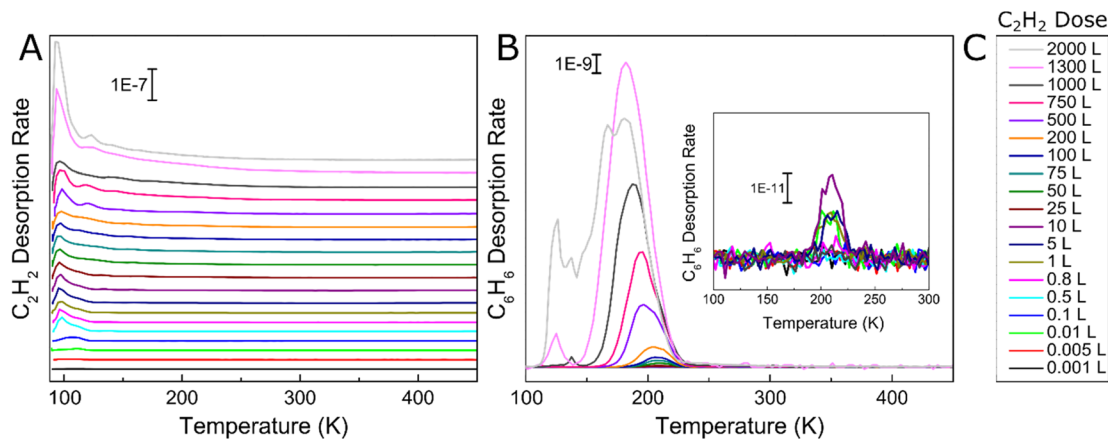 A
1E-7
C₂H₂ Desorption Rate
100 200 300 400
Temperature (K)
B
1E-9
C₆H₆ Desorption Rate
100 200 300 400
Temperature (K)
1E-11
C₆H₆ Desorption Rate
100 150 200 250 300
Temperature (K)
C
C₂H₂ Dose
2000 L
1300 L
1000 L
750 L
500 L
200 L
100 L
75 L
50 L
25 L
10 L
5 L
1 L
0.8 L
0.5 L
0.1 L
0.01 L
0.005 L
0.001 L